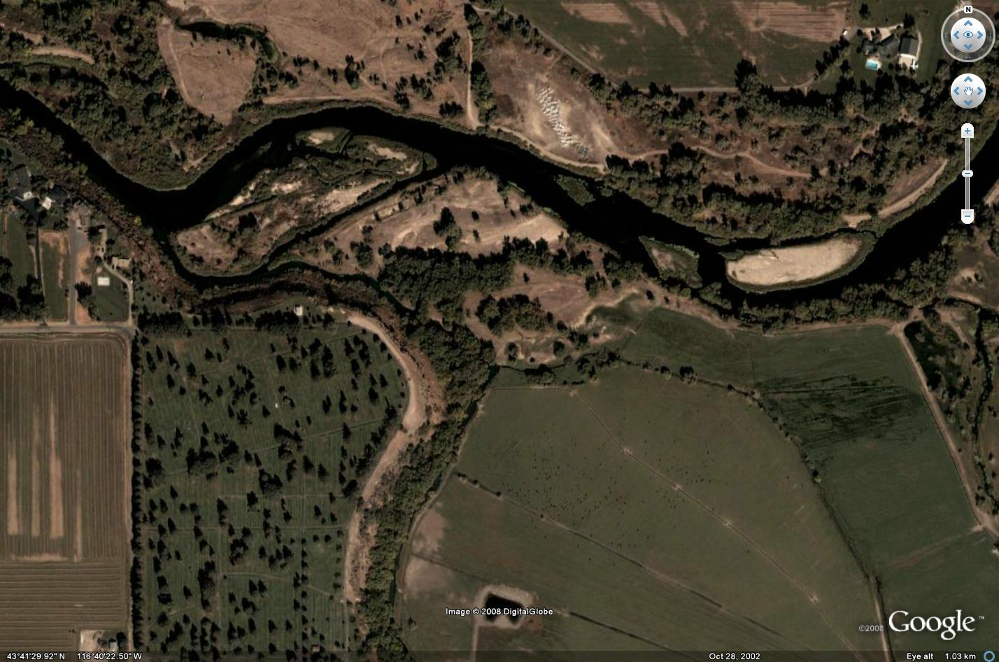 N
Image © 2008 DigitalGlobe
©2008 Google™
43°41'29.92" N 116°40'22.50" W Oct 28, 2002 Eye alt 1.03 km